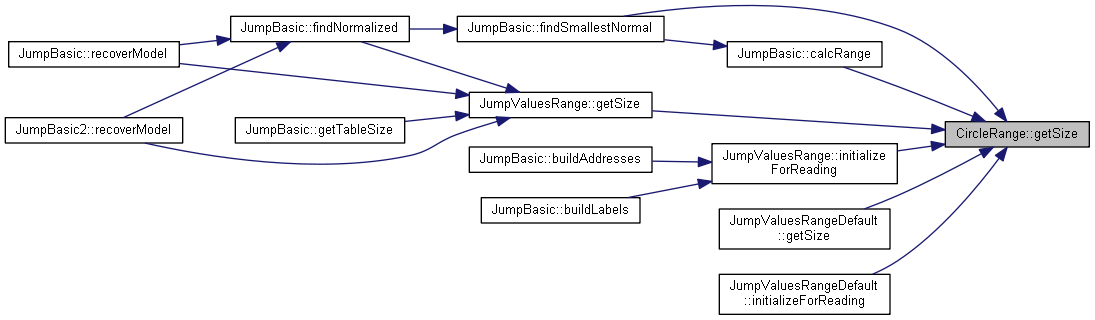 JumpBasic::findNormalized
JumpBasic::findSmallestNormal
JumpBasic::recoverModel
JumpBasic::calcRange
JumpValuesRange::getSize
JumpBasic2::recoverModel
JumpBasic::getTableSize
CircleRange::getSize
JumpBasic::buildAddresses
JumpValuesRange::initialize
ForReading
JumpBasic::buildLabels
JumpValuesRangeDefault
::getSize
JumpValuesRangeDefault
::initializeForReading